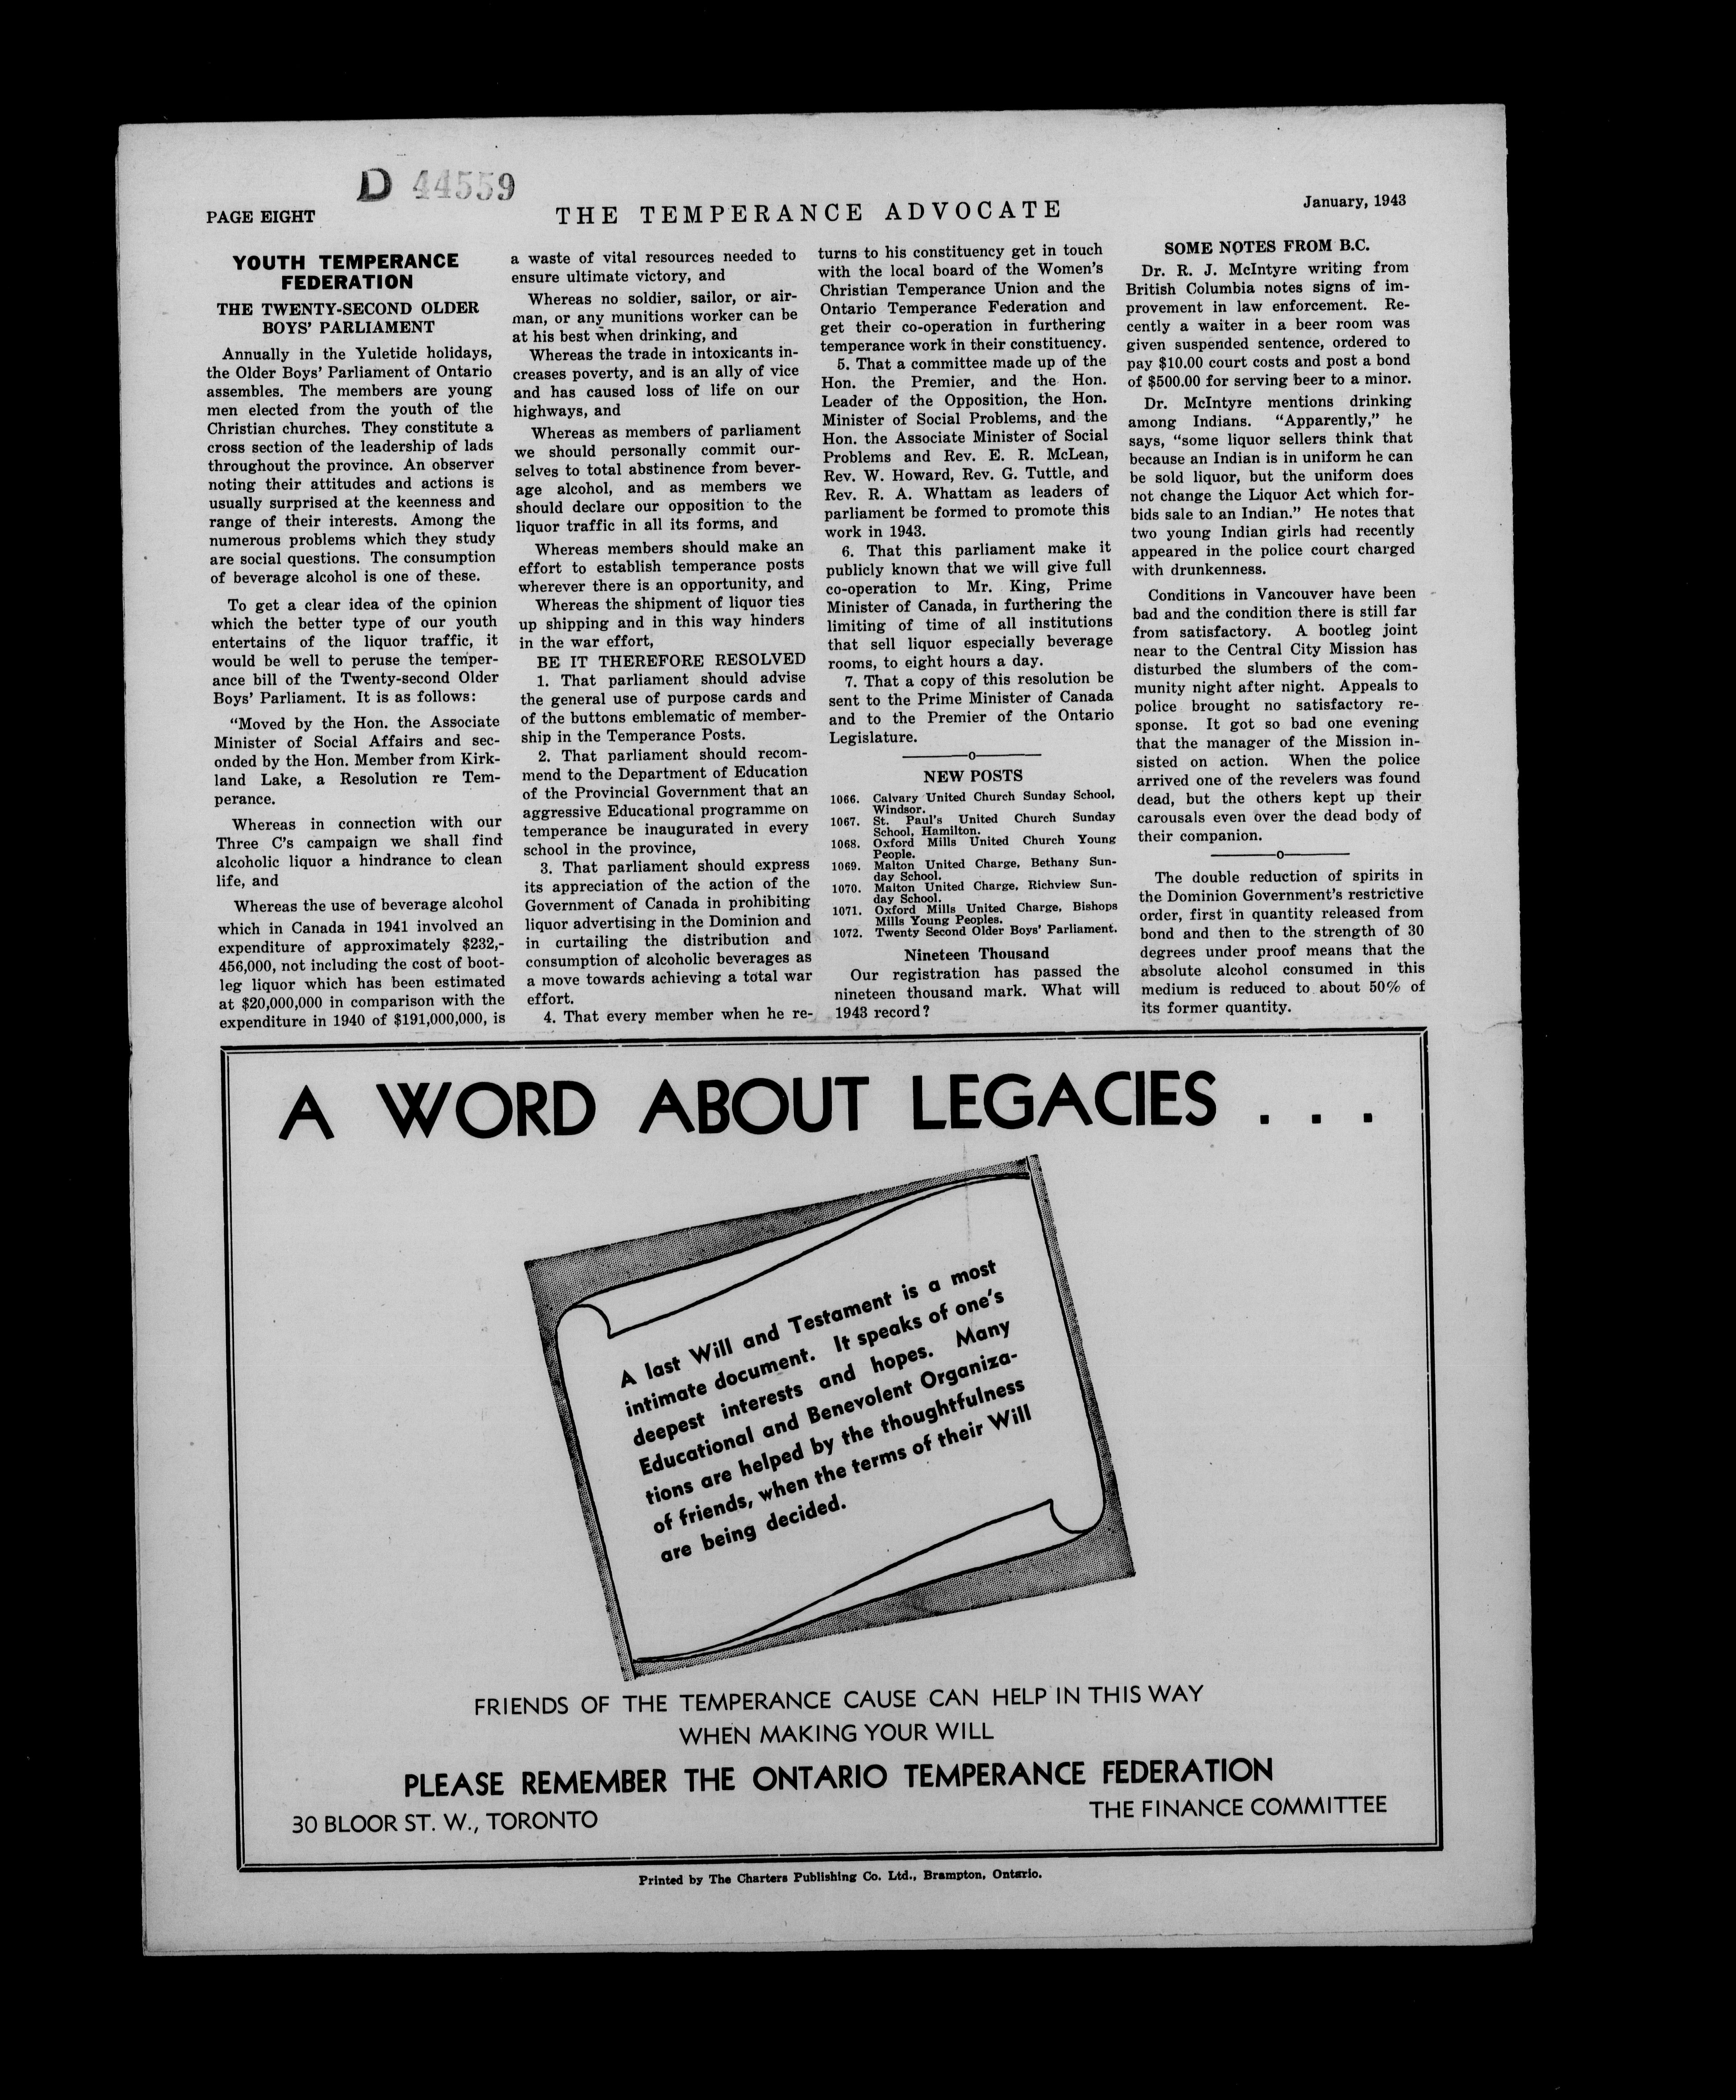 D 44559
PAGE EIGHT
THE TEMPERANCE ADVOCATE
January, 1943
YOUTH TEMPERANCE
FEDERATION
THE TWENTY-SECOND OLDER
BOYS' PARLIAMENT
Annually in the Yuletide holidays,
the Older Boys' Parliament of Ontario
assembles. The members are young
men elected from the youth of the
Christian churches. They constitute a
cross section of the leadership of lads
throughout the province. An observer
noting their attitudes and actions is
usually surprised at the keenness and
range of their interests. Among the
numerous problems which they study
are social questions. The consumption
of beverage alcohol is one of these.
To get a clear idea of the opinion
which the better type of our youth
entertains of the liquor traffic, it
would be well to peruse the temper-
ance bill of the Twenty-second Older
Boys' Parliament. It is as follows:
"Moved by the Hon. the Associate
Minister of Social Affairs and sec-
onded by the Hon. Member from Kirk-
land Lake, a Resolution re Tem-
perance.
Whereas in connection with our
Three C's campaign we shall find
alcoholic liquor a hindrance to clean
life, and
Whereas the use of beverage alcohol
which in Canada in 1941 involved an
expenditure of approximately $232,-
456,000, not including the cost of boot-
leg liquor which has been estimated
at $20,000,000 in comparison with the
expenditure in 1940 of $191,000,000, is
a waste of vital resources needed to
ensure ultimate victory, and
Whereas no soldier, sailor, or air-
man, or any munitions worker can be
at his best when drinking, and
Whereas the trade in intoxicants in-
creases poverty, and is an ally of vice
and has caused loss of life on our
highways, and
Whereas as members of parliament
we should personally commit our-
selves to total abstinence from bever-
age alcohol, and as members we
should declare our opposition to the
liquor traffic in all its forms, and
Whereas members should make an
effort to establish temperance posts
wherever there is an opportunity, and
Whereas the shipment of liquor ties
up shipping and in this way hinders
in the war effort,
BE IT THEREFORE RESOLVED
1. That parliament should advise
the general use of purpose cards and
of the buttons emblematic of member-
ship in the Temperance Posts.
2. That parliament should recom-
mend to the Department of Education
of the Provincial Government that an
aggressive Educational programme on
temperance be inaugurated in every
school in the province,
3. That parliament should express
its appreciation of the action of the
Government of Canada in prohibiting
liquor advertising in the Dominion and
in curtailing the distribution and
consumption of alcoholic beverages as
a move towards achieving a total war
effort.
4. That every member when he re-
turns to his constituency get in touch
with the local board of the Women's
Christian Temperance Union and the
Ontario Temperance Federation and
get their co-operation in furthering
temperance work in their constituency.
5. That a committee made up of the
Hon. the Premier, and the Hon.
Leader of the Opposition, the Hon.
Minister of Social Problems, and the
Hon. the Associate Minister of Social
Problems and Rev. E. R. McLean,
Rev. W. Howard, Rev. G. Tuttle, and
Rev. R. A. Whattam as leaders of
parliament be formed to promote this
work in 1943.
6. That this parliament make it
publicly known that we will give full
co-operation to Mr. King, Prime
Minister of Canada, in furthering the
limiting of time of all institutions
that sell liquor especially beverage
rooms, to eight hours a day.
7. That a copy of this resolution be
sent to the Prime Minister of Canada
and to the Premier of the Ontario
Legislature.
NEW POSTS
1066. Calvary United Church Sunday School,
Windsor.
1067. St. Paul's United Church Sunday
School, Hamilton.
1068. Oxford Mills United Church Young
People.
1069. Malton United Charge, Bethany Sun-
day School.
1070. Malton United Charge, Richview Sun-
day School.
1071. Oxford Mills United Charge, Bishops
Mills Young Peoples.
1072. Twenty Second Older Boys' Parliament.
Nineteen Thousand
Our registration has passed the
nineteen thousand mark. What will
1943 record?
SOME NOTES FROM B.C.
Dr. R. J. McIntyre writing from
British Columbia notes signs of im-
provement in law enforcement. Re-
cently a waiter in a beer room was
given suspended sentence, ordered to
pay $10.00 court costs and post a bond
of $500.00 for serving beer to a minor.
Dr. McIntyre mentions drinking
among Indians. "Apparently," he
says, "some liquor sellers think that
because an Indian is in uniform he can
be sold liquor, but the uniform does
not change the Liquor Act which for-
bids sale to an Indian." He notes that
two young Indian girls had recently
appeared in the police court charged
with drunkenness.
Conditions in Vancouver have been
bad and the condition there is still far
from satisfactory. A bootleg joint
near to the Central City Mission has
disturbed the slumbers of the com-
munity night after night. Appeals to
police brought no satisfactory re-
sponse. It got so bad one evening
that the manager of the Mission in-
sisted on action. When the police
arrived one of the revelers was found
dead, but the others kept up their
carousals even over the dead body of
their companion.
The double reduction of spirits in
the Dominion Government's restrictive
order, first in quantity released from
bond and then to the strength of 30
degrees under proof means that the
absolute alcohol consumed in this
medium is reduced to about 50% of
its former quantity.
A WORD ABOUT LEGACIES . . .
A last Will and Testament is a most
intimate document. It speaks of one's
deepest interests and hopes. Many
Educational and Benevolent Organiza-
tions are helped by the thoughtfulness
of friends, when the terms of their Will
are being decided.
FRIENDS OF THE TEMPERANCE CAUSE CAN HELP IN THIS WAY
WHEN MAKING YOUR WILL
PLEASE REMEMBER THE ONTARIO TEMPERANCE FEDERATION
30 BLOOR ST. W., TORONTO
THE FINANCE COMMITTEE
Printed by The Charters Publishing Co. Ltd., Brampton, Ontario.